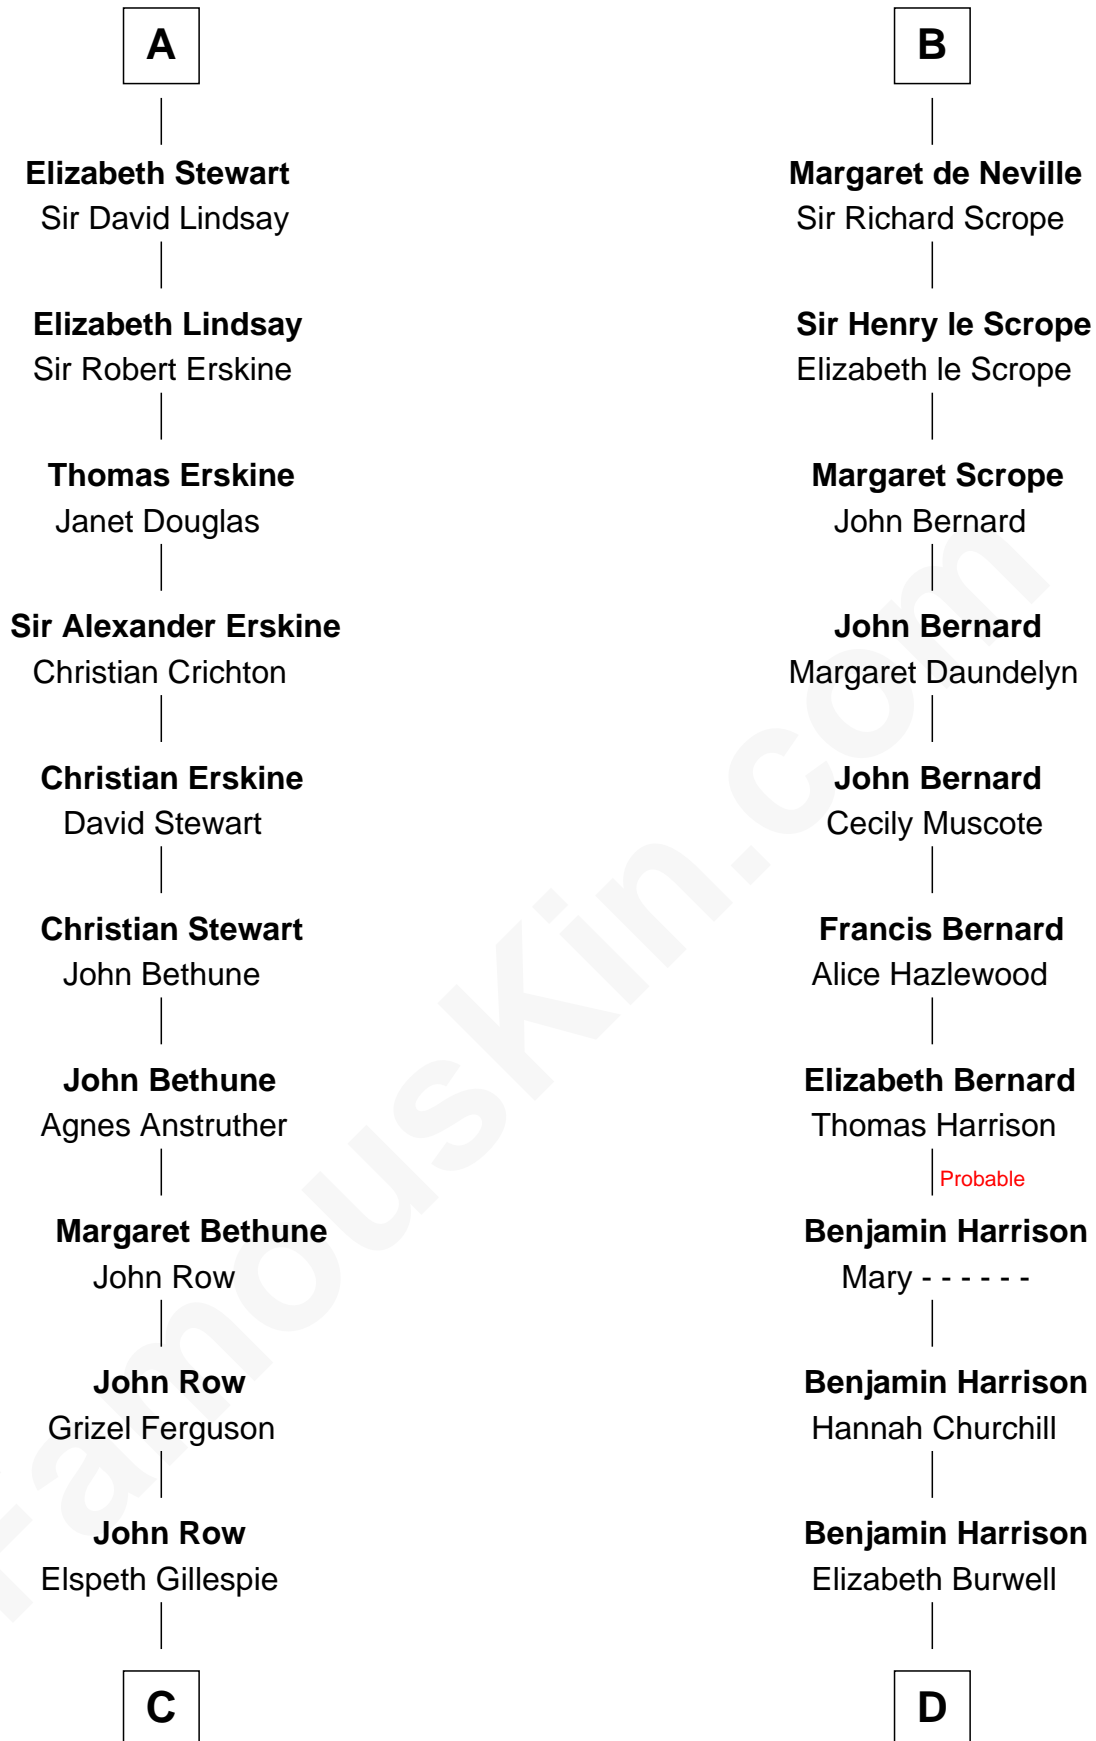 A
Elizabeth Stewart
Sir David Lindsay
Elizabeth Lindsay
Sir Robert Erskine
Thomas Erskine
Janet Douglas
Sir Alexander Erskine
Christian Crichton
Christian Erskine
David Stewart
Christian Stewart
John Bethune
John Bethune
Agnes Anstruther
Margaret Bethune
John Row
John Row
Grizel Ferguson
John Row
Elspeth Gillespie
C
B
Margaret de Neville
Sir Richard Scrope
Sir Henry le Scrope
Elizabeth le Scrope
Margaret Scrope
John Bernard
John Bernard
Margaret Daundelyn
John Bernard
Cecily Muscote
Francis Bernard
Alice Hazlewood
Elizabeth Bernard
Thomas Harrison
Probable
Benjamin Harrison
Mary - - - - - -
Benjamin Harrison
Hannah Churchill
Benjamin Harrison
Elizabeth Burwell
D
FamousKin.com